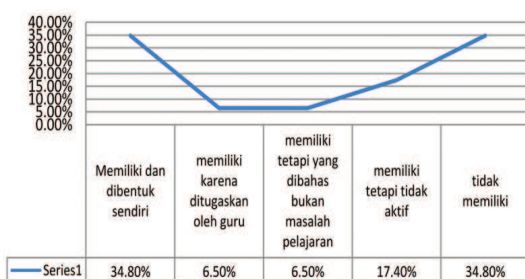 40.00%
35.00%
30.00%
25.00%
20.00%
15.00%
10.00%
5.00%
0.00%
Memiliki dan
dibentuk
sendiri
memiliki
karena
ditugaskan
oleh guru
memiliki
tetapi yang
dibahas
bukan
masalah
pelajaran
memiliki
tetapi tidak
aktif
tidak
memiliki
Series1 34.80% 6.50% 6.50% 17.40% 34.80%